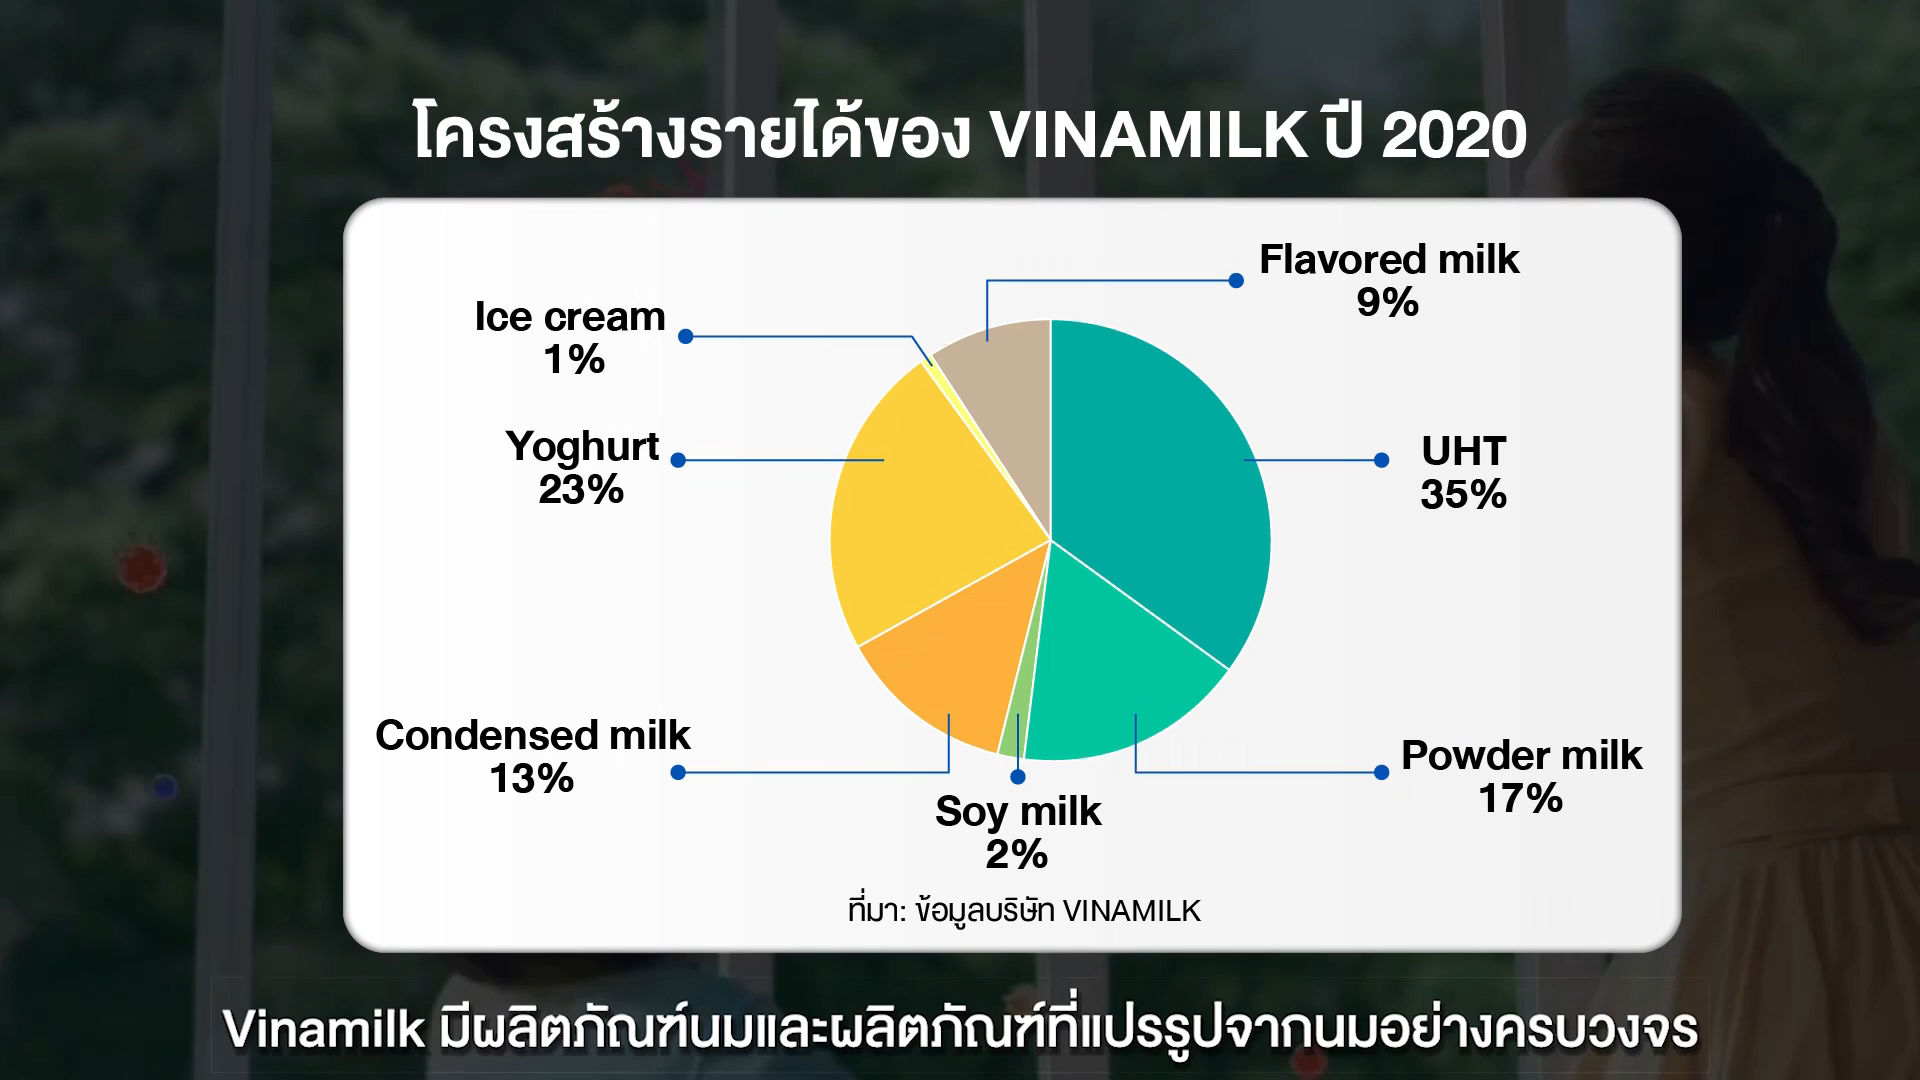 โครงสร้างรายได้ของ VINAMILK ปี 2020
Flavored milk
9%
Ice cream
1%
Yoghurt
23%
UHT
35%
Condensed milk
13%
Powder milk
17%
Soy milk
2%
ที่มา: ข้อมูลบริษัท VINAMILK
Vinamilk มีผลิตภัณฑ์นมและผลิตภัณฑ์ที่แปรรูปจากนมอย่างครบวงจร